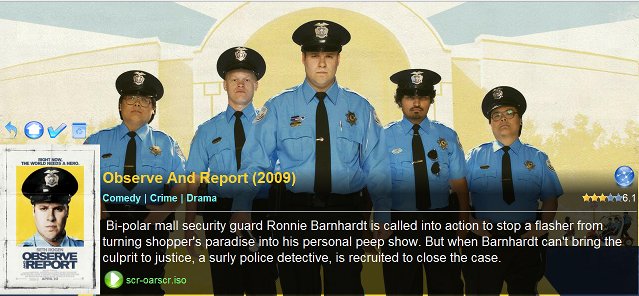 Observe And Report (2009)
Comedy | Crime | Drama
6.1
Bi-polar mall security guard Ronnie Barnhardt is called into action to stop a flasher from
turning shopper's paradise into his personal peep show. But when Barnhardt can't bring the
culprit to justice, a surly police detective, is recruited to close the case.
scr-oarscr.iso
RIGHT NOW,
THE WORLD NEEDS A HERO.
SETH ROGEN
OBSERVE
AND REPORT